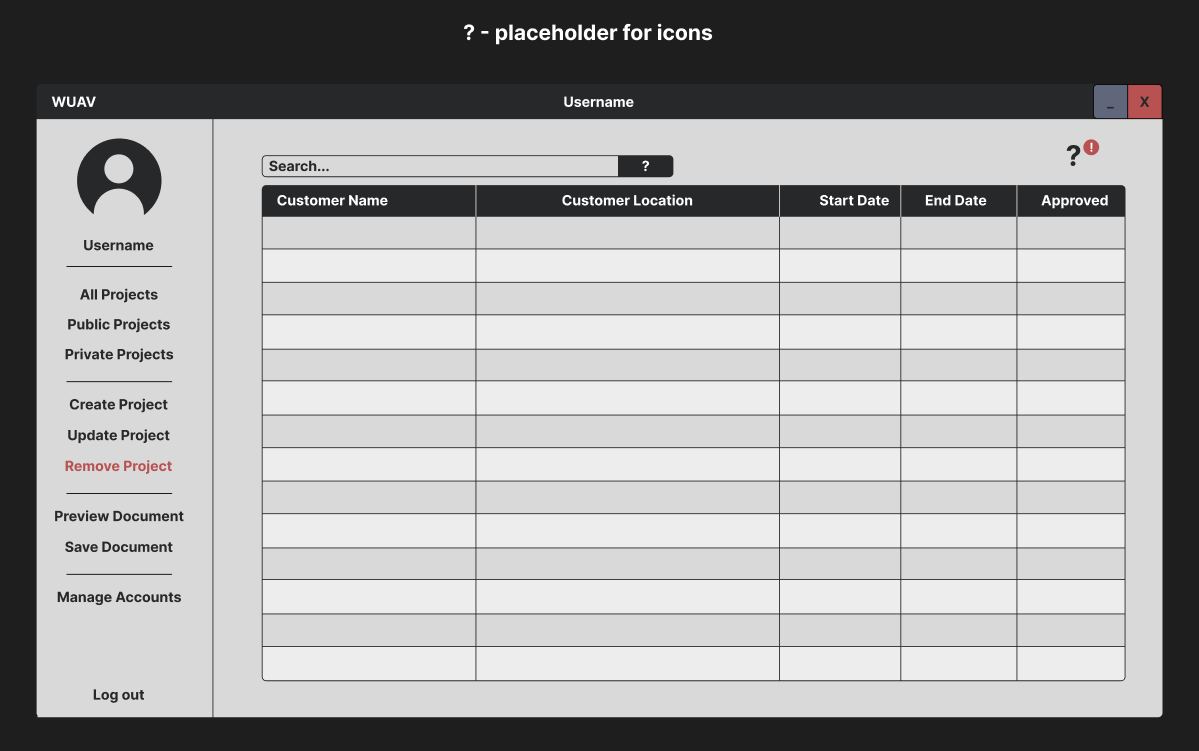 ? - placeholder for icons
WUAV
Username
_
X
Username
All Projects
Public Projects
Private Projects
Create Project
Update Project
Remove Project
Preview Document
Save Document
Manage Accounts
Log out
Search...
?
?
!
Customer Name Customer Location Start Date End Date Approved